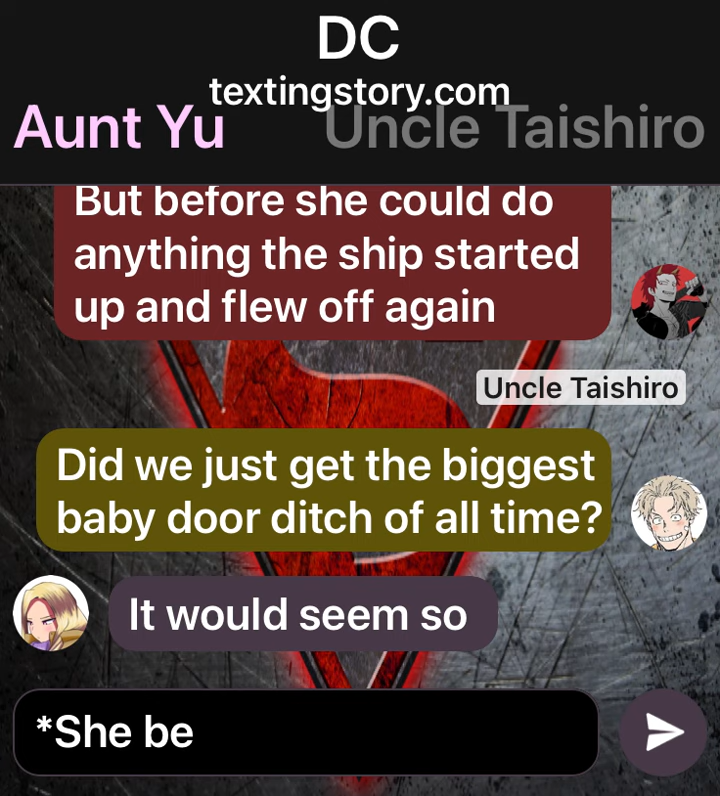 DC
textingstory.com
Aunt Yu
Uncle Taishiro
But before she could do
anything the ship started
up and flew off again
Uncle Taishiro
Did we just get the biggest
baby door ditch of all time?
It would seem so
*She be